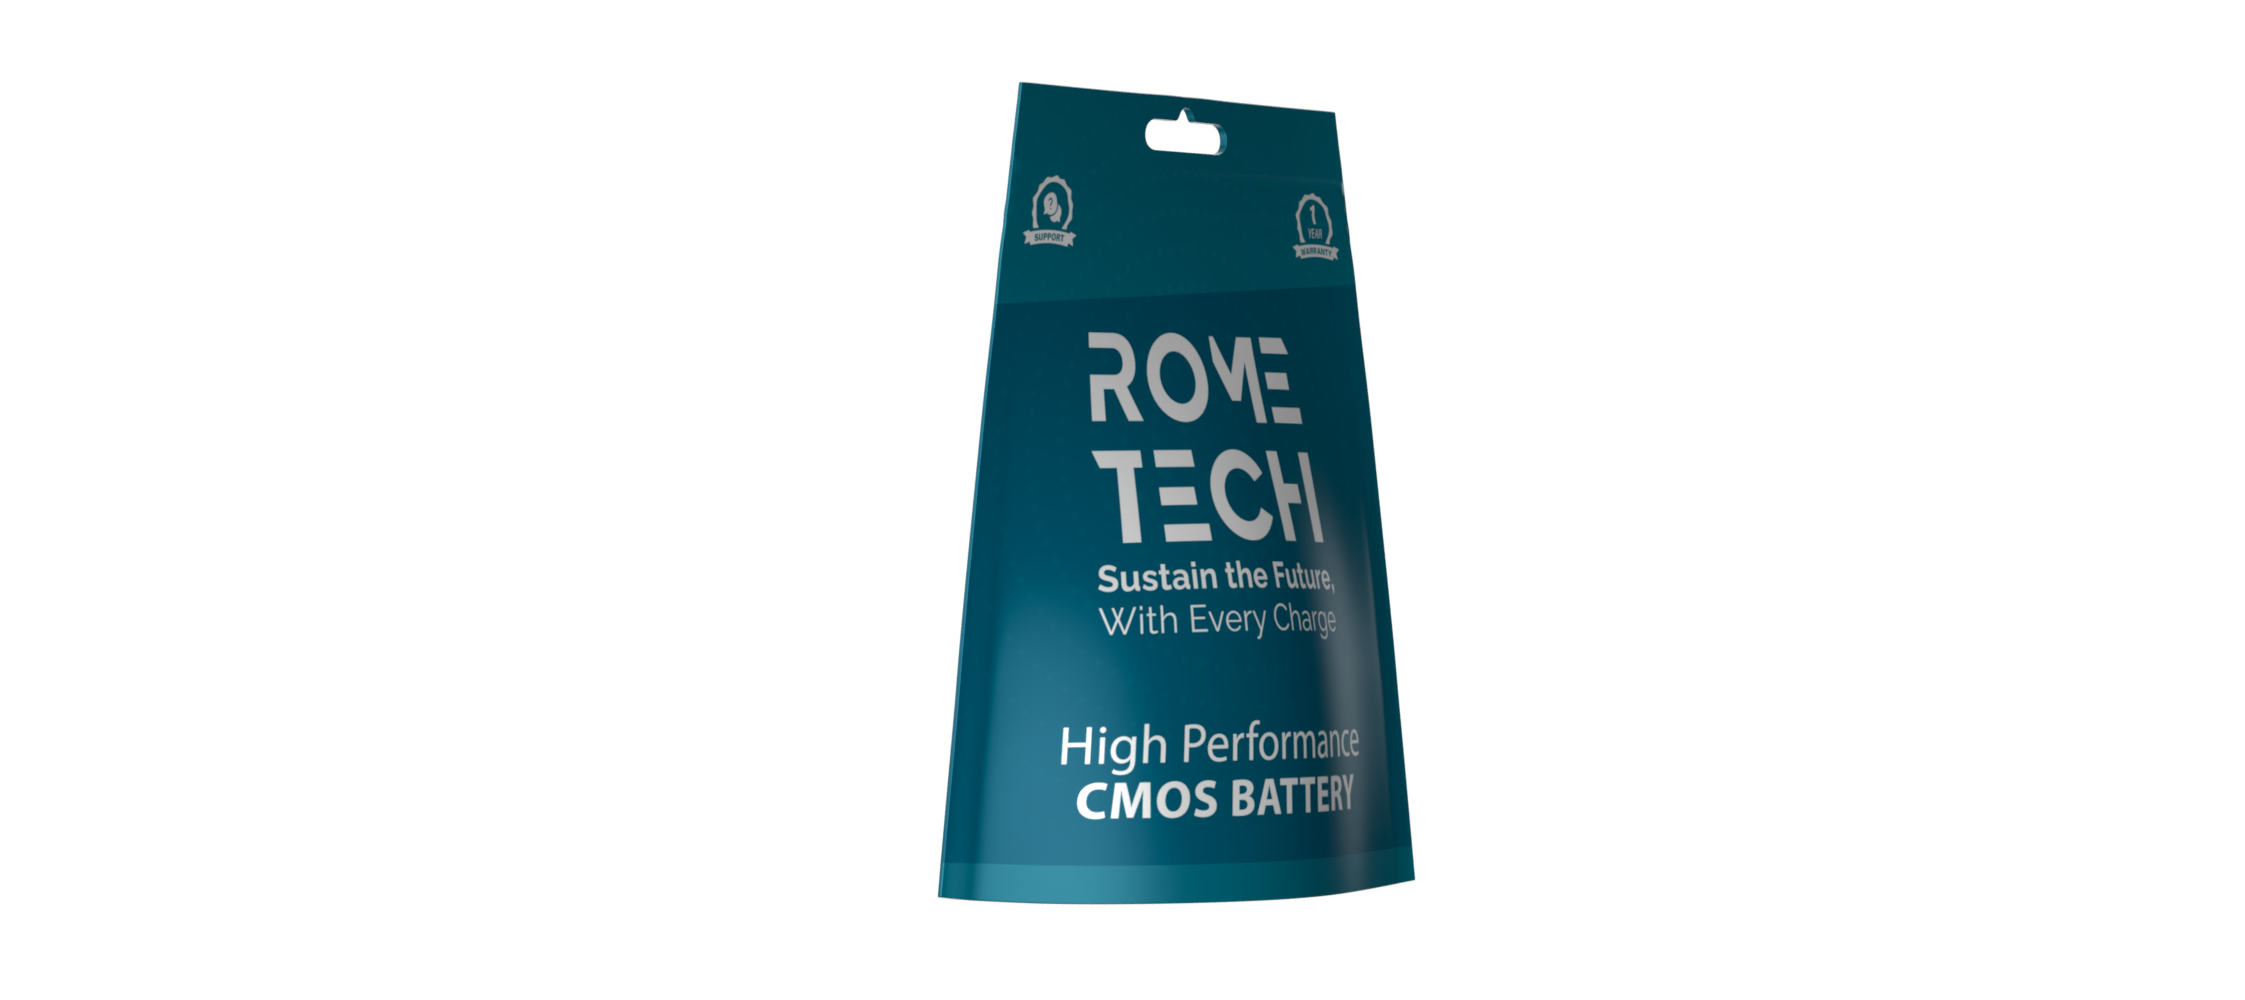 ?
SUPPORT
1
YEAR
WARRANTY
ROME
TECH
Sustain the Future,
With Every Charge
High Performance
CMOS BATTERY